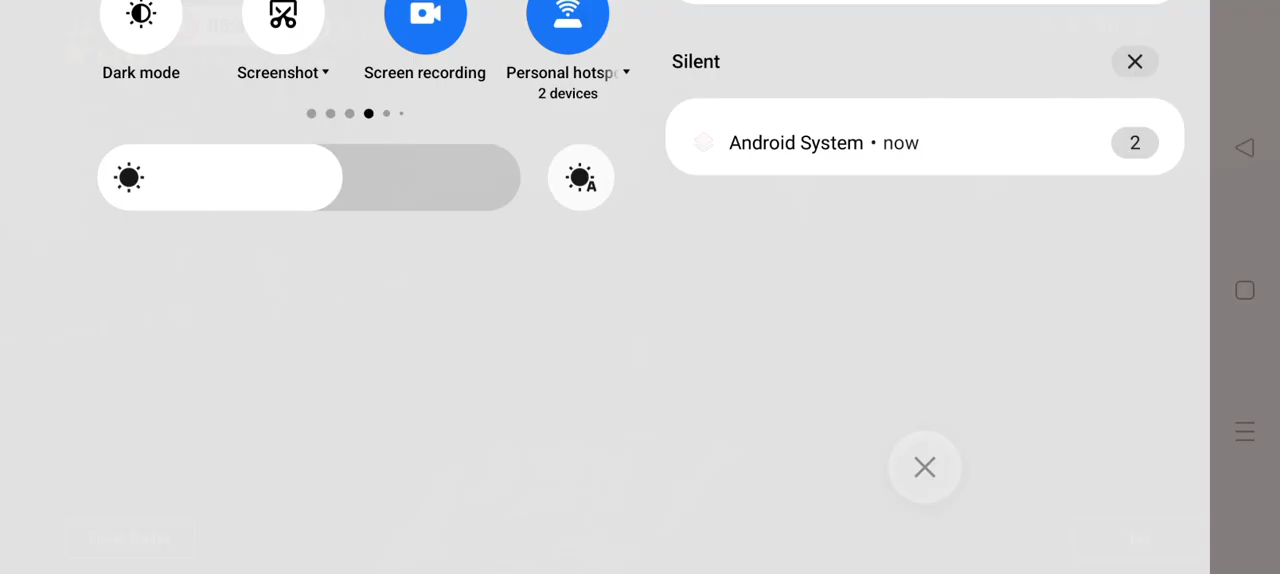 Dark mode
Screenshot
Screen recording
Personal hotsp
2 devices
A
Silent
Android System • now
2